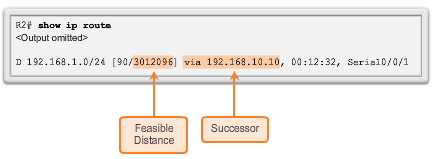 R2# show ip route
<Output omitted>
D 192.168.1.0/24 [90/3012096] via 192.168.10.10, 00:12:32, Serial0/0/1
Feasible
Distance
Successor